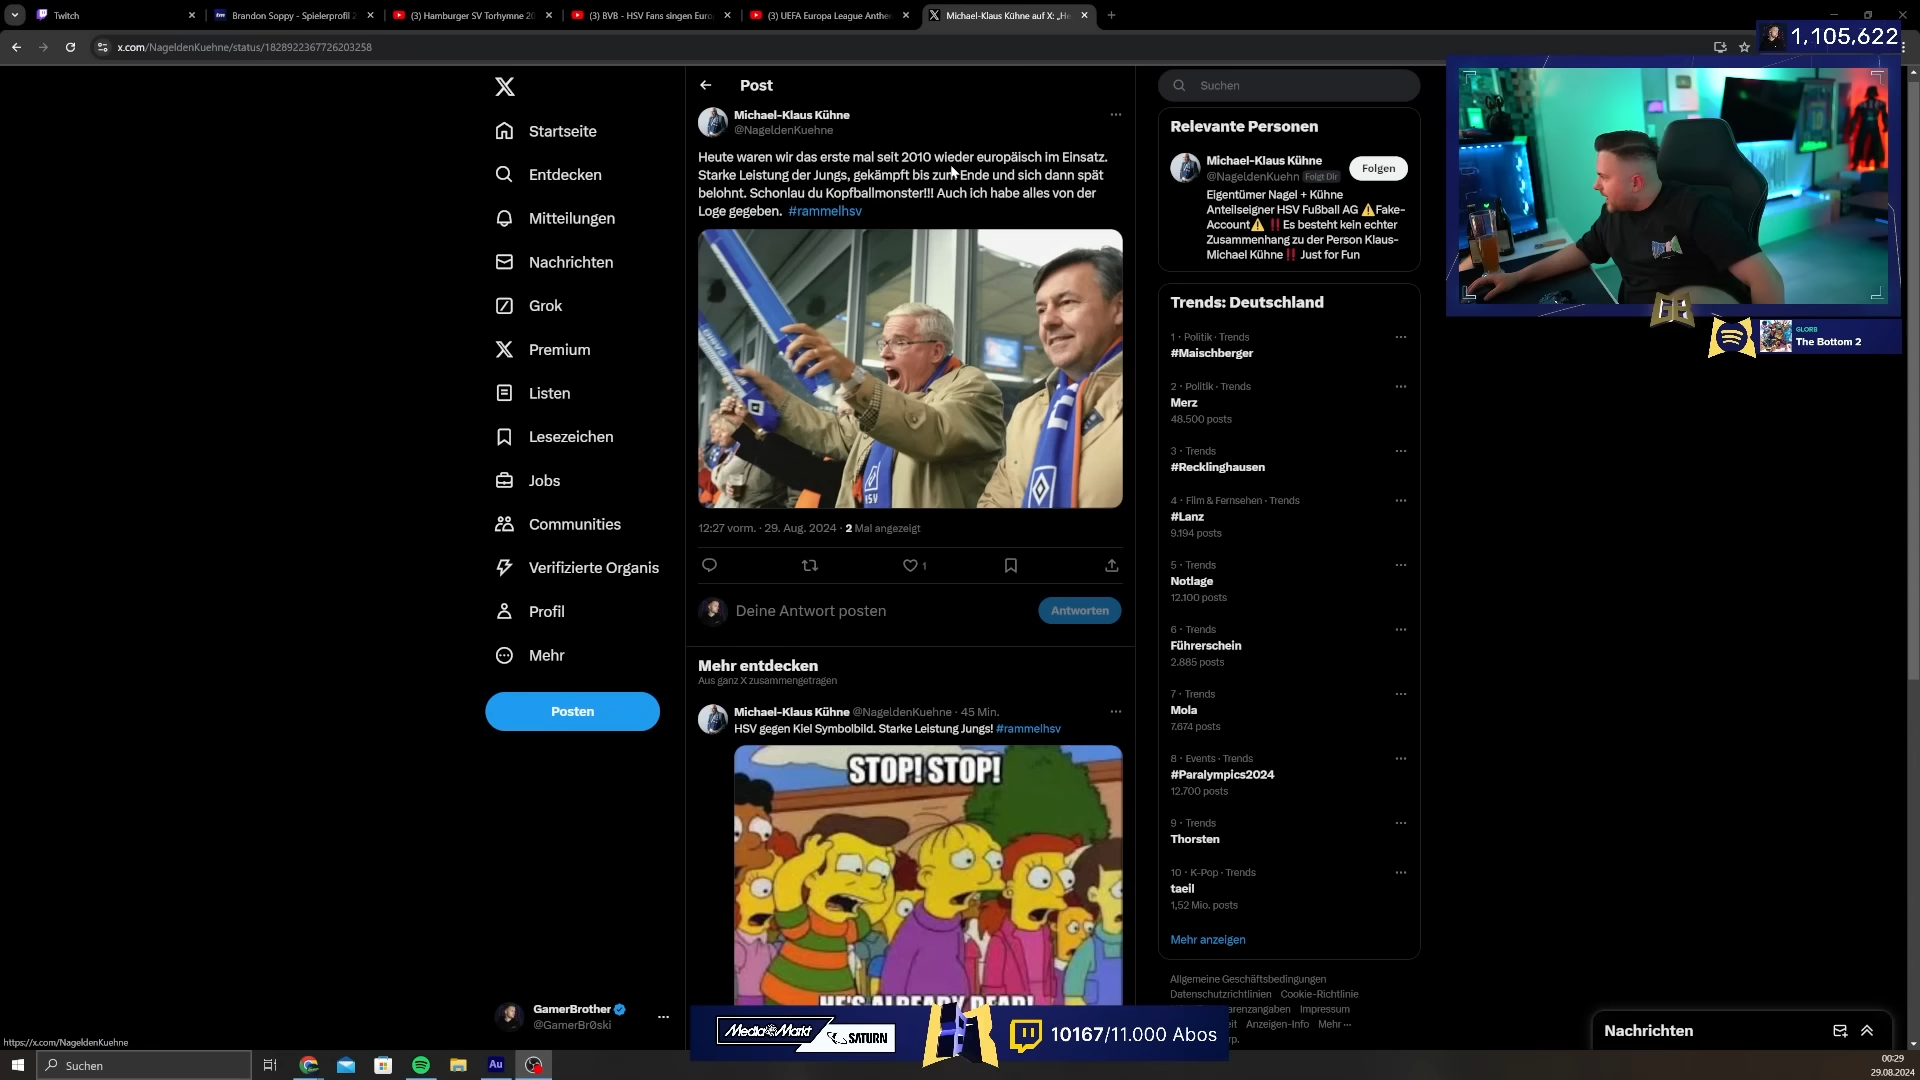 Twitch
Brandon Soppy - Spielerprofil 2
(3) Hamburger SV Torhymne 20
(3) BVB - HSV Fans singen Euro
(3) UEFA Europa League Anthe
Michael-Klaus Kühne auf X: „He
x.com/NageldenKuehne/status/1828922367726203258
1,105,622
Startseite
Entdecken
Mitteilungen
Nachrichten
Grok
Premium
Listen
Lesezeichen
Jobs
Communities
Verifizierte Organis
Profil
Mehr
Posten
GamerBrother
@GamerBr0ski
Post
Michael-Klaus Kühne
@NageldenKuehne
Heute waren wir das erste mal seit 2010 wieder europäisch im Einsatz.
Starke Leistung der Jungs, gekämpft bis zum Ende und sich dann spät
belohnt. Schonlau du Kopfballmonster!!! Auch ich habe alles von der
Loge gegeben. #rammelhsv
HSV
12:27 vorm. · 29. Aug. 2024 · 2 Mal angezeigt
1
Deine Antwort posten
Antworten
Mehr entdecken
Aus ganz X zusammengetragen
Michael-Klaus Kühne @NageldenKuehne · 45 Min.
HSV gegen Kiel Symbolbild. Starke Leistung Jungs! #rammelhsv
STOP! STOP!
HE'S ALREADY DEAD!
Suchen
Relevante Personen
Michael-Klaus Kühne
@NageldenKuehn Folgt Dir
Folgen
Eigentümer Nagel + Kühne
Anteilseigner HSV Fußball AG ⚠️Fake-
Account⚠️ ‼️Es besteht kein echter
Zusammenhang zu der Person Klaus-
Michael Kühne‼️ Just for Fun
Trends: Deutschland
1 · Politik · Trends
#Maischberger
2 · Politik · Trends
Merz
48.500 posts
3 · Trends
#Recklinghausen
4 · Film & Fernsehen · Trends
#Lanz
9.194 posts
5 · Trends
Notlage
12.100 posts
6 · Trends
Führerschein
2.885 posts
7 · Trends
Mola
7.674 posts
8 · Events · Trends
#Paralympics2024
12.700 posts
9 · Trends
Thorsten
10 · K-Pop · Trends
taeil
1,52 Mio. posts
Mehr anzeigen
Allgemeine Geschäftsbedingungen
Datenschutzrichtlinien Cookie-Richtlinie
Impressum
Anzeigen-Info Mehr ···
GLORB
The Bottom 2
GB
Nachrichten
https://x.com/NageldenKuehne
MediaMarkt
SATURN
10167/11.000 Abos
Suchen
Au
00:29
29.08.2024